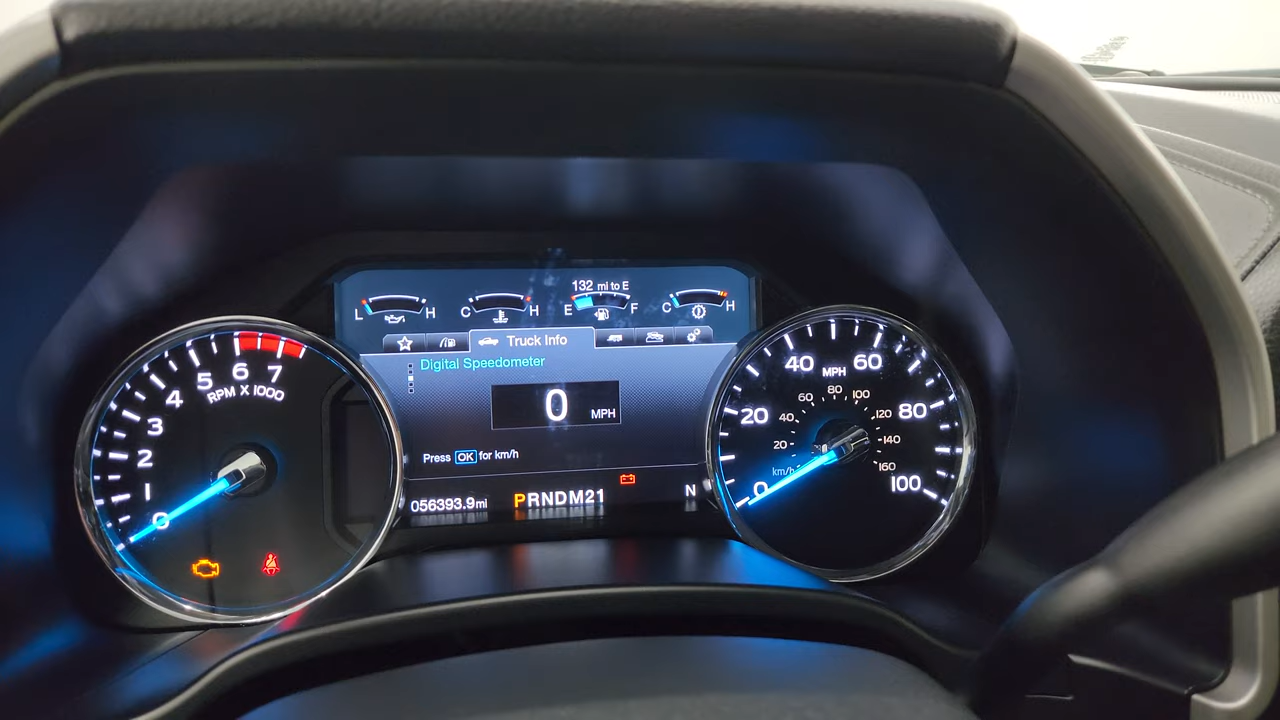 132 mi to E
L H
C H
E F
C H
Truck Info
Digital Speedometer
0 MPH
Press OK for km/h
056393.9mi
PRNDM21
N
0 1 2 3 4 5 6 7
RPM X 1000
0 20 40 60 80 100
MPH
20 40 60 80 100 120 140 160
km/h